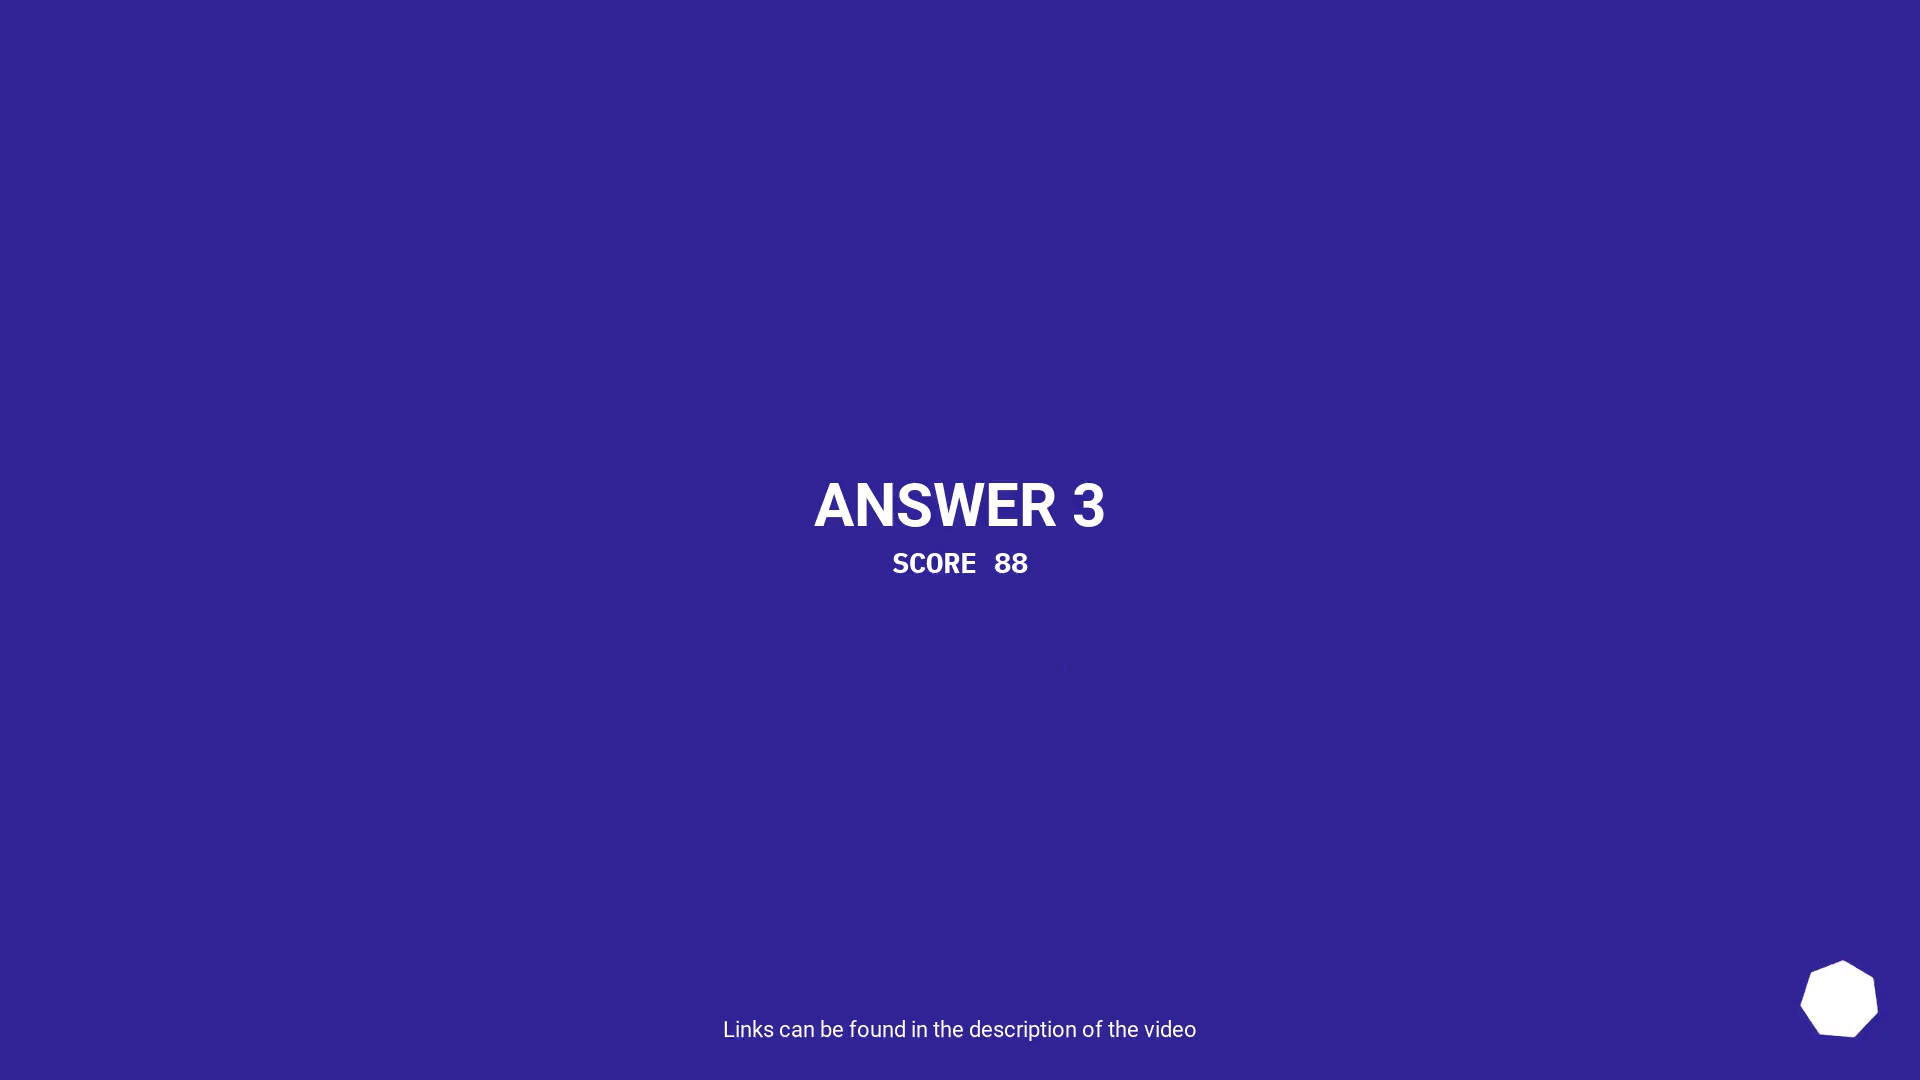 ANSWER 3
SCORE 88
Links can be found in the description of the video